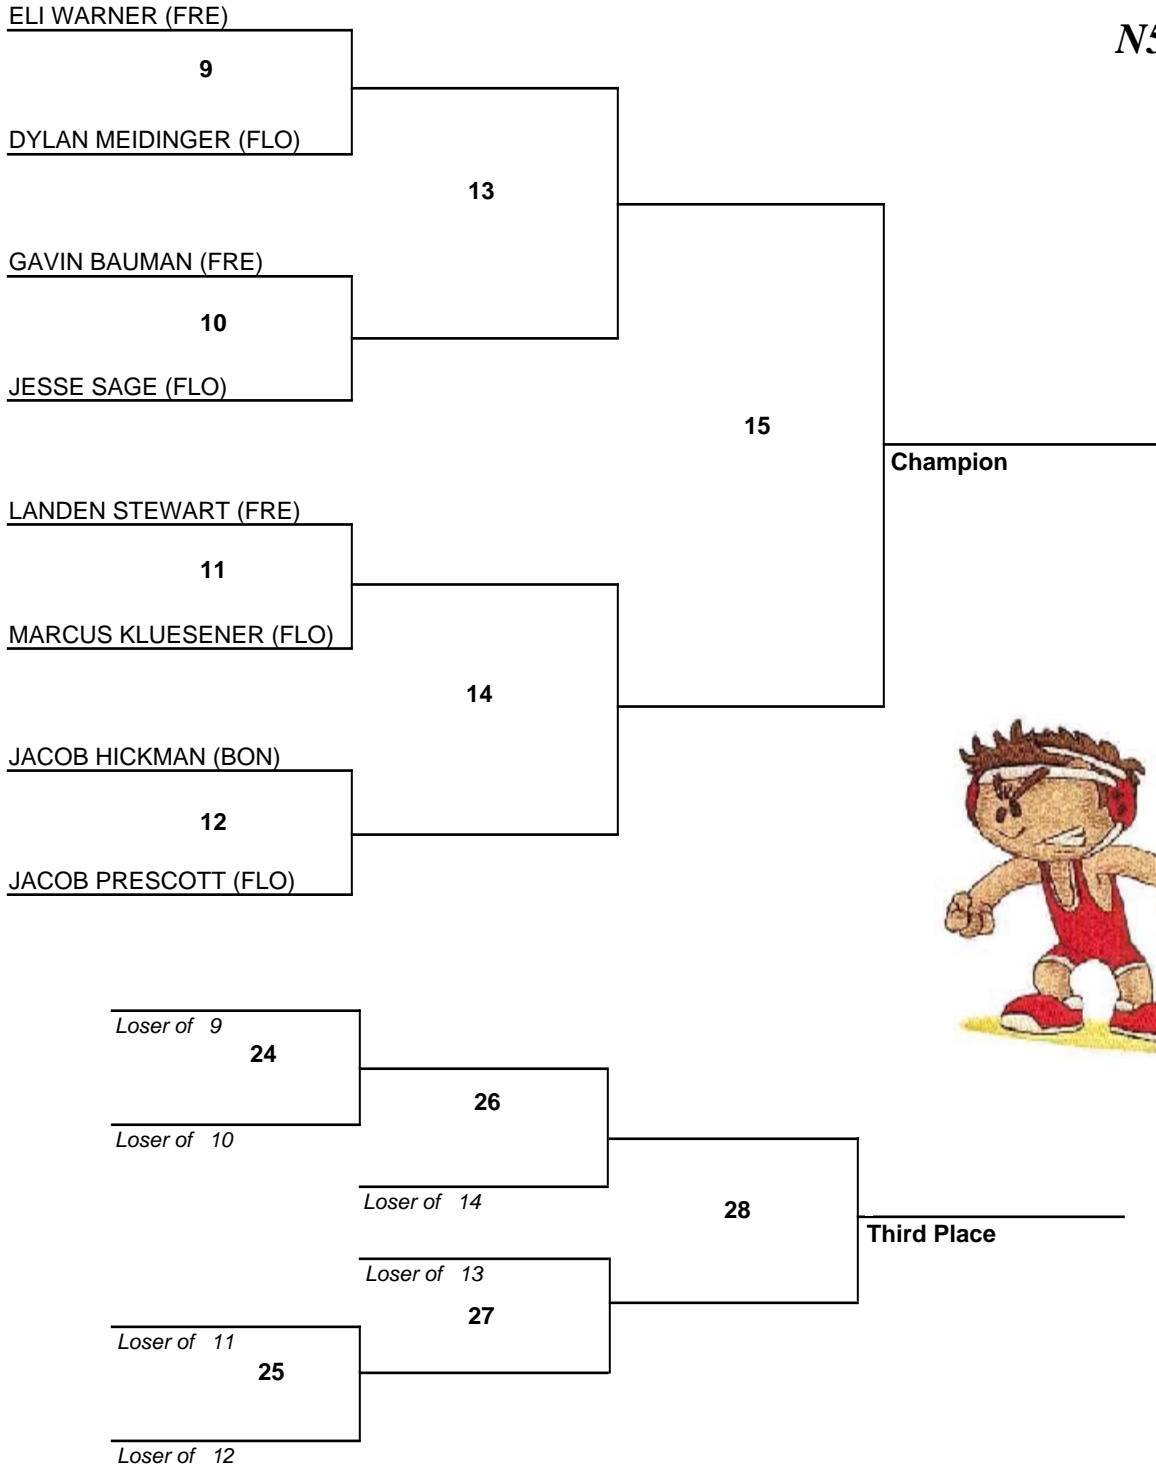 ELI WARNER (FRE)
N5
9
DYLAN MEIDINGER (FLO)
13
GAVIN BAUMAN (FRE)
10
JESSE SAGE (FLO)
15
Champion
LANDEN STEWART (FRE)
11
MARCUS KLUESENER (FLO)
14
JACOB HICKMAN (BON)
12
JACOB PRESCOTT (FLO)
Loser of 9
24
26
Loser of 10
Loser of 14
28
Third Place
Loser of 13
27
Loser of 11
25
Loser of 12